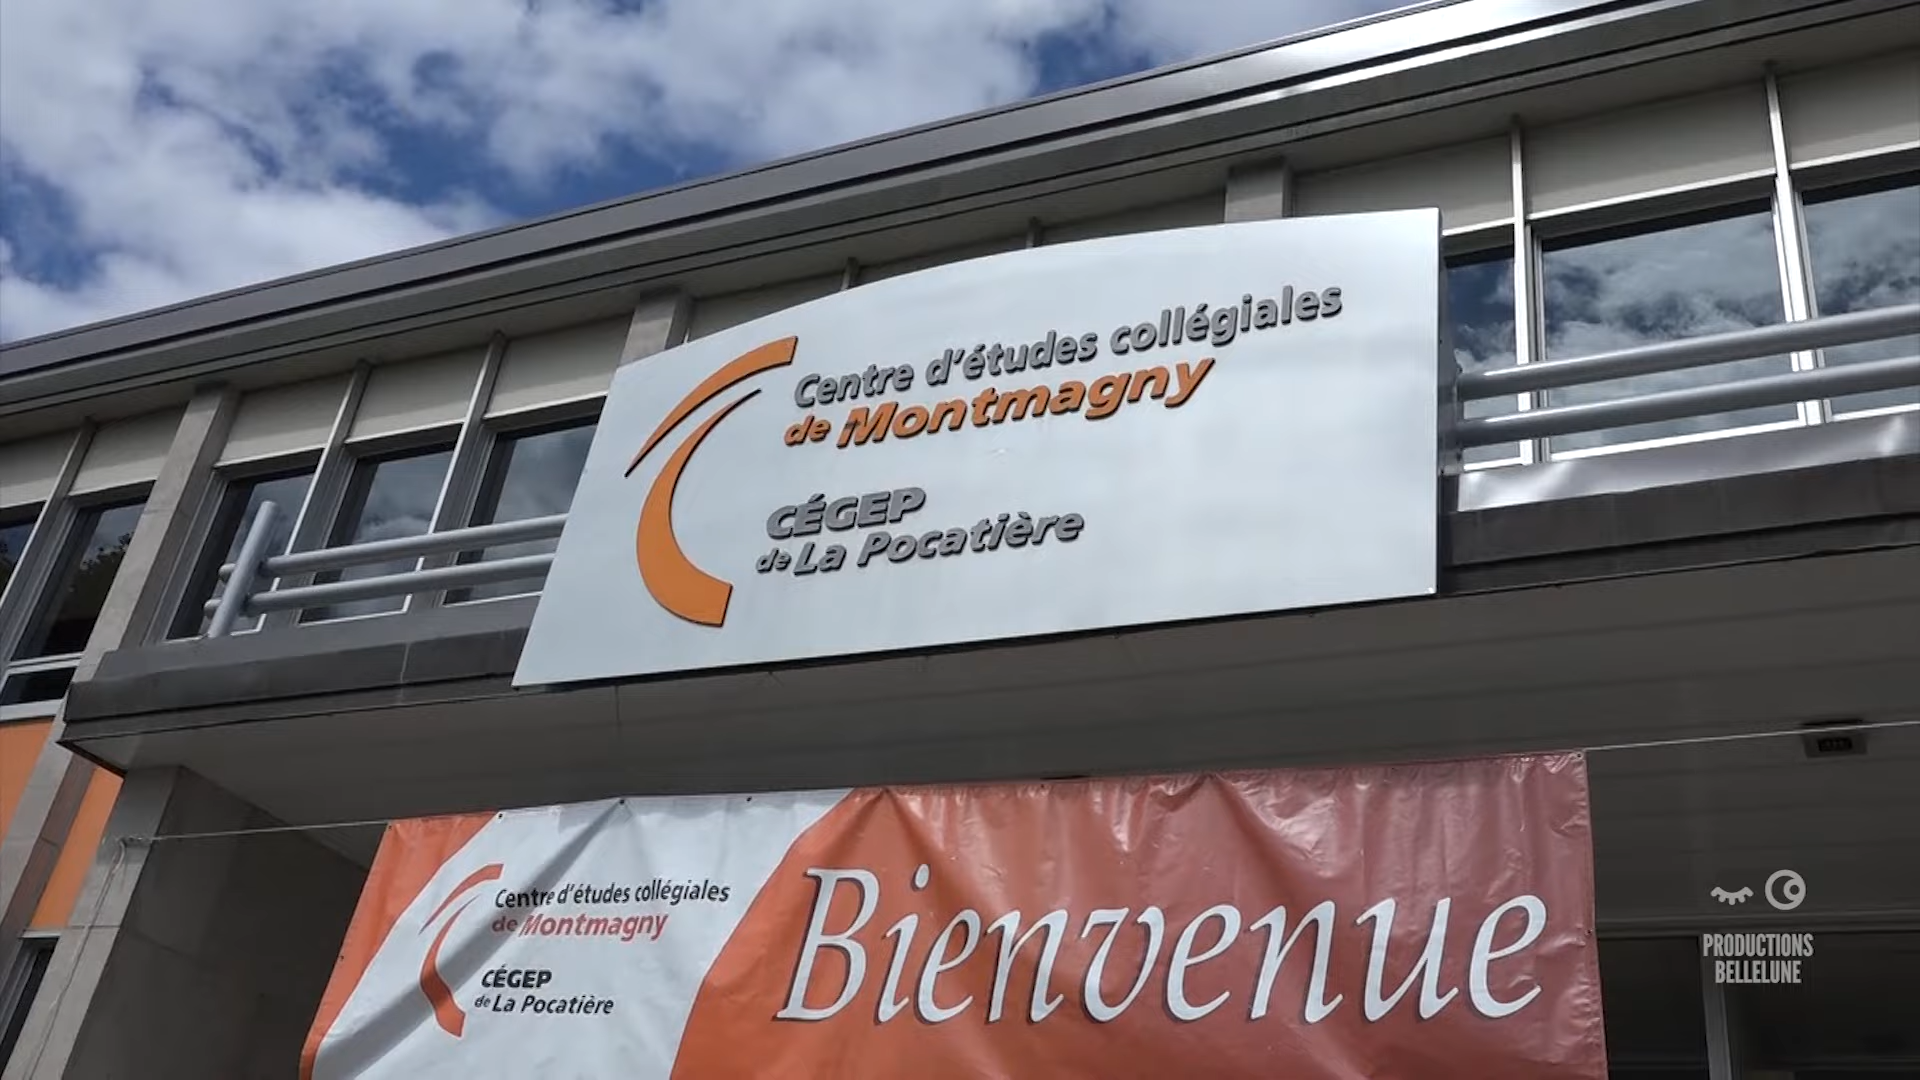 Centre d'études collégiales
de Montmagny
CÉGEP
de La Pocatière
Centre d'études collégiales
de Montmagny
CÉGEP
de La Pocatière
Bienvenue
PRODUCTIONS
BELLELUNE